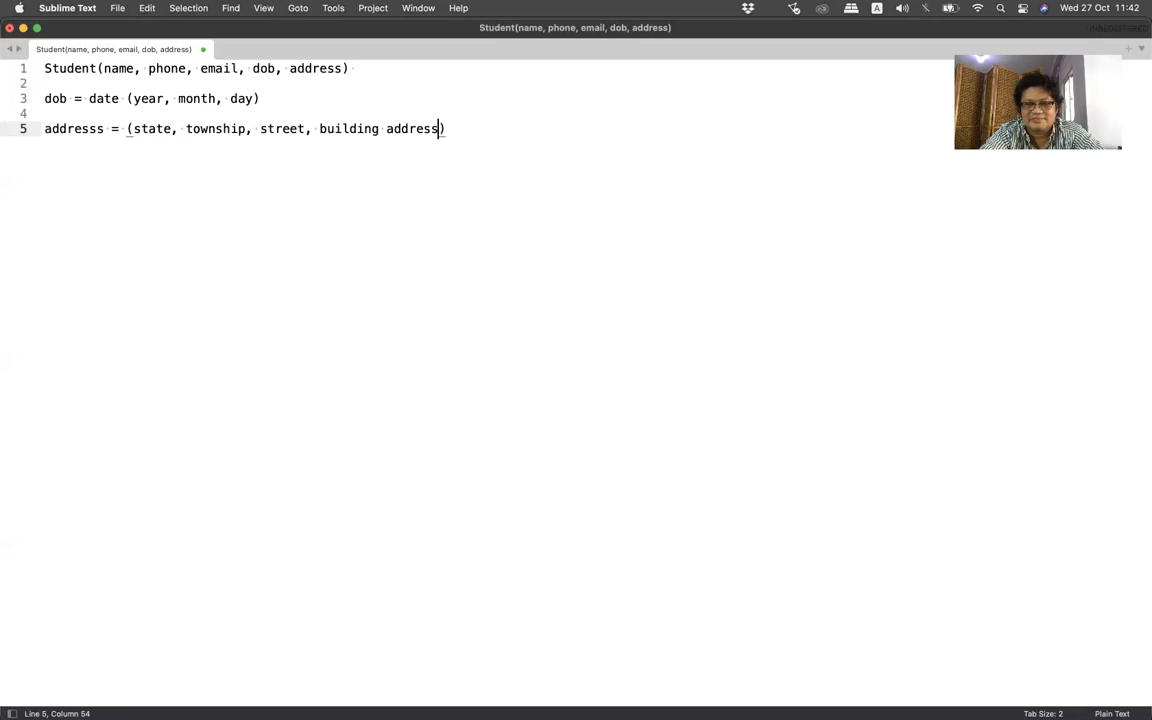 Sublime Text File Edit Selection Find View Goto Tools Project Window Help A Wed 27 Oct 11:42
Student(name, phone, email, dob, address)
Student(name, phone, email, dob, address)
1 Student(name, phone, email, dob, address)
2
3 dob = date (year, month, day)
4
5 addresss = (state, township, street, building address)
Line 5, Column 54 Tab Size: 2 Plain Text